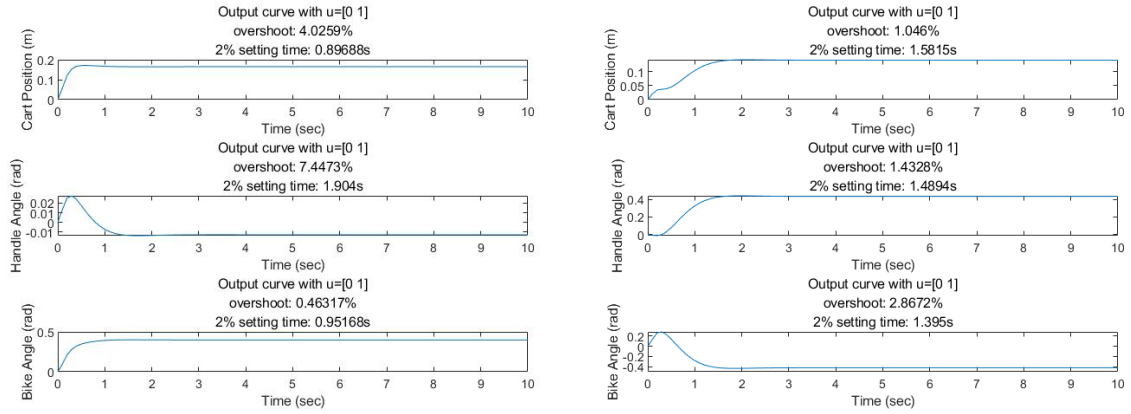 Output curve with u=[0 1]
overshoot: 4.0259%
2% setting time: 0.89688s
Cart Position (m)
0.2
0.1
0
0 1 2 3 4 5 6 7 8 9 10
Time (sec)
Output curve with u=[0 1]
overshoot: 7.4473%
2% setting time: 1.904s
Handle Angle (rad)
0.02
0.01
0
-0.01
0 1 2 3 4 5 6 7 8 9 10
Time (sec)
Output curve with u=[0 1]
overshoot: 0.46317%
2% setting time: 0.95168s
Bike Angle (rad)
0.5
0
0 1 2 3 4 5 6 7 8 9 10
Time (sec)
Output curve with u=[0 1]
overshoot: 1.046%
2% setting time: 1.5815s
Cart Position (m)
0.1
0.05
0
0 1 2 3 4 5 6 7 8 9 10
Time (sec)
Output curve with u=[0 1]
overshoot: 1.4328%
2% setting time: 1.4894s
Handle Angle (rad)
0.4
0.2
0
0 1 2 3 4 5 6 7 8 9 10
Time (sec)
Output curve with u=[0 1]
overshoot: 2.8672%
2% setting time: 1.395s
Bike Angle (rad)
0.2
0
-0.2
-0.4
0 1 2 3 4 5 6 7 8 9 10
Time (sec)